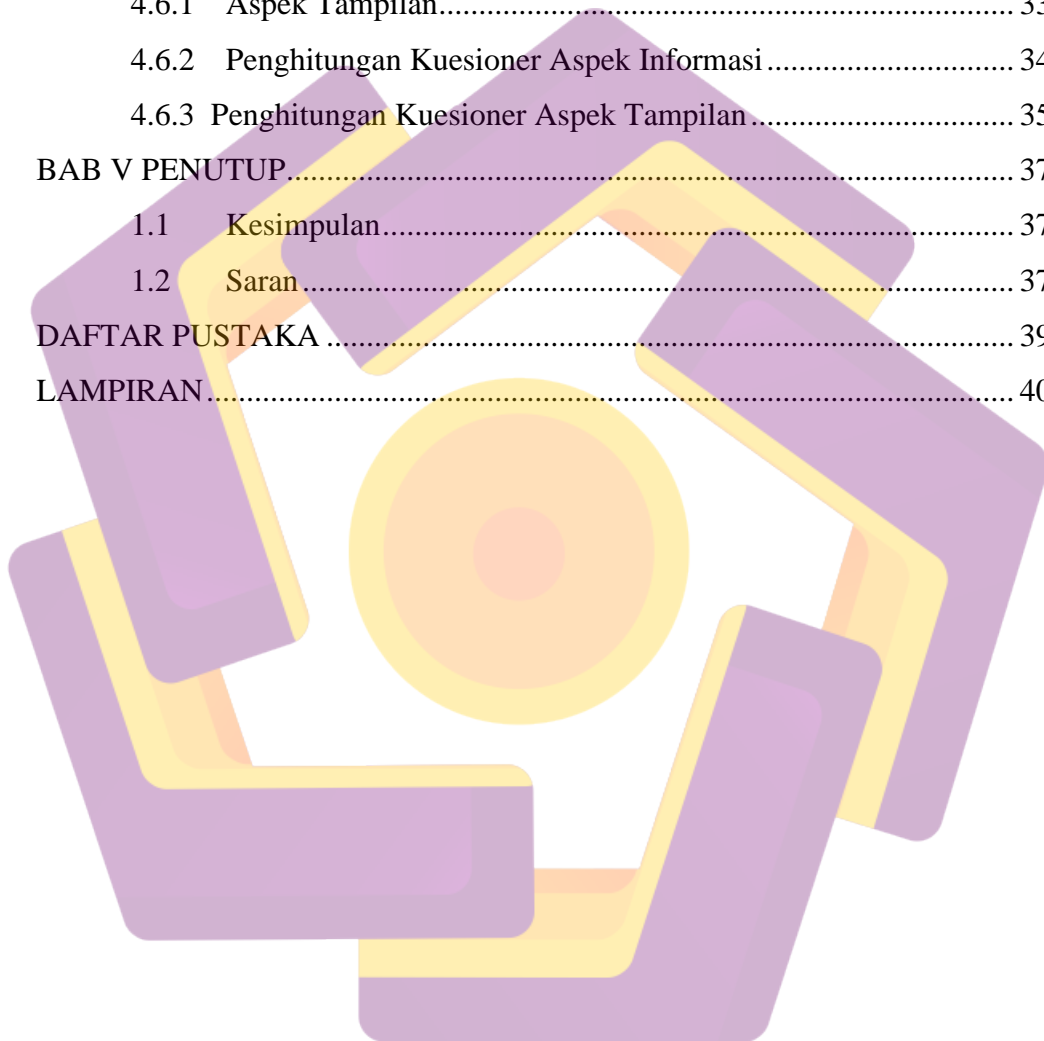 4.6.1 Aspek Tampilan.......................................................................... 33
4.6.2 Penghitungan Kuesioner Aspek Informasi............................... 34
4.6.3 Penghitungan Kuesioner Aspek Tampilan................................. 35
BAB V PENUTUP........................................................................................... 37
1.1 Kesimpulan................................................................................. 37
1.2 Saran........................................................................................... 37
DAFTAR PUSTAKA ...................................................................................... 39
LAMPIRAN..................................................................................................... 40